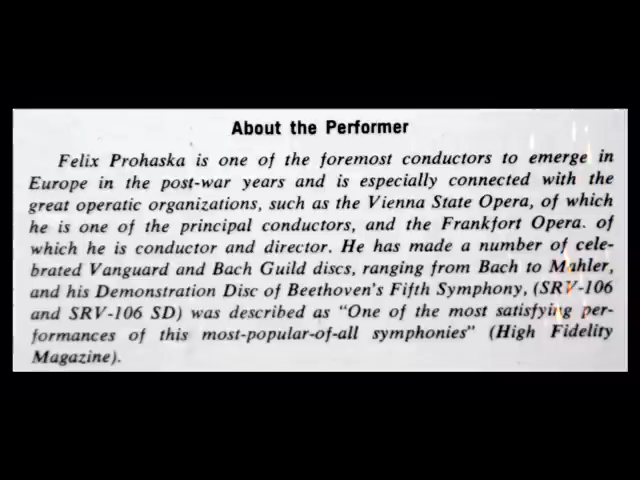 About the Performer
Felix Prohaska is one of the foremost conductors to emerge in
Europe in the post-war years and is especially connected with the
great operatic organizations, such as the Vienna State Opera, of which
he is one of the principal conductors, and the Frankfort Opera. of
which he is conductor and director. He has made a number of cele-
brated Vanguard and Bach Guild discs, ranging from Bach to Mahler,
and his Demonstration Disc of Beethoven's Fifth Symphony, (SRV-106
and SRV-106 SD) was described as "One of the most satisfying per-
formances of this most-popular-of-all symphonies" (High Fidelity
Magazine).